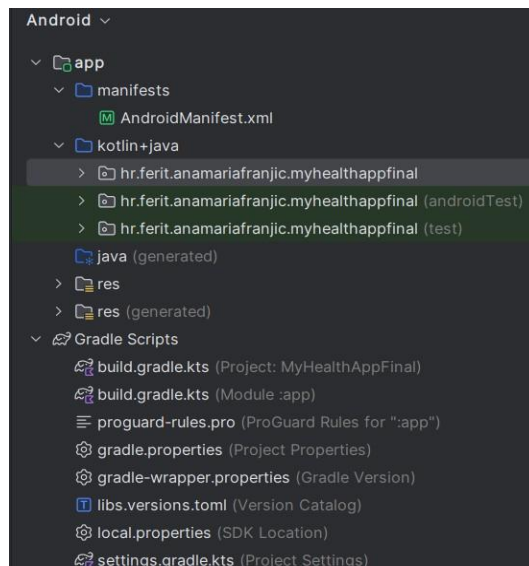 Android
app
manifests
AndroidManifest.xml
kotlin+java
hr.ferit.anamariafranjic.myhealthappfinal
hr.ferit.anamariafranjic.myhealthappfinal (androidTest)
hr.ferit.anamariafranjic.myhealthappfinal (test)
java (generated)
res
res (generated)
Gradle Scripts
build.gradle.kts (Project: MyHealthAppFinal)
build.gradle.kts (Module :app)
proguard-rules.pro (ProGuard Rules for ":app")
gradle.properties (Project Properties)
gradle-wrapper.properties (Gradle Version)
libs.versions.toml (Version Catalog)
local.properties (SDK Location)
settings.gradle.kts (Project Settings)